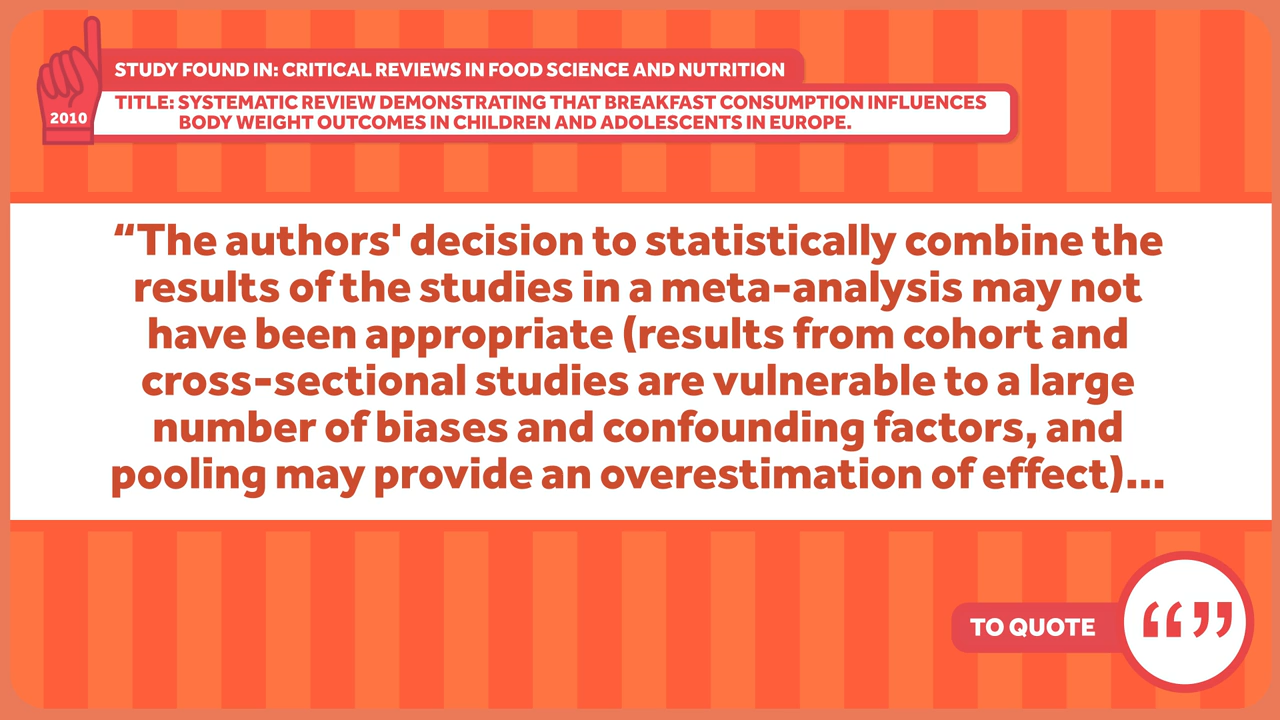 STUDY FOUND IN: CRITICAL REVIEWS IN FOOD SCIENCE AND NUTRITION
2010
TITLE: SYSTEMATIC REVIEW DEMONSTRATING THAT BREAKFAST CONSUMPTION INFLUENCES
BODY WEIGHT OUTCOMES IN CHILDREN AND ADOLESCENTS IN EUROPE.
“The authors' decision to statistically combine the
results of the studies in a meta-analysis may not
have been appropriate (results from cohort and
cross-sectional studies are vulnerable to a large
number of biases and confounding factors, and
pooling may provide an overestimation of effect)...
TO QUOTE
“”